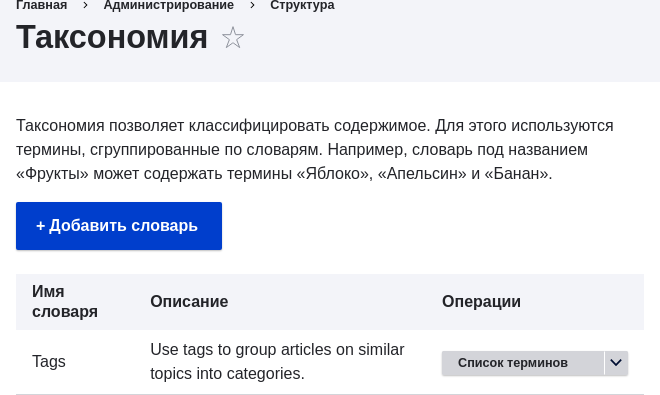 Главная › Администрирование › Структура
Таксономия
Таксономия позволяет классифицировать содержимое. Для этого используются
термины, сгруппированные по словарям. Например, словарь под названием
«Фрукты» может содержать термины «Яблоко», «Апельсин» и «Банан».
+ Добавить словарь
Имя словаря Описание Операции
Tags Use tags to group articles on similar Список терминов
topics into categories.